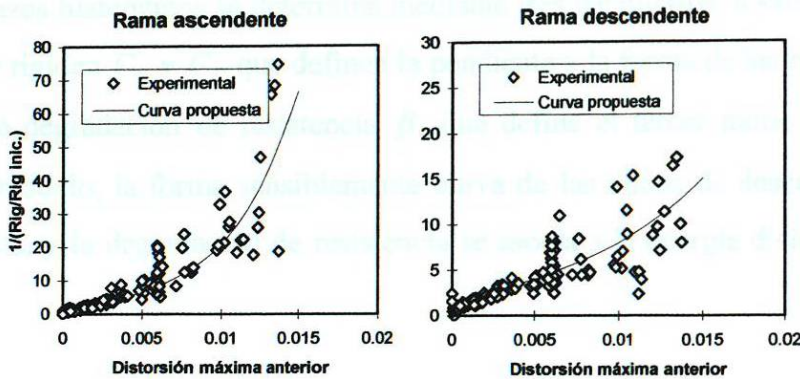 Rama ascendente
80
70
60
50
40
30
20
10
0
1/(Rig/Rig inic.)
Experimental
Curva propuesta
0 0.005 0.01 0.015 0.02
Distorsión máxima anterior
Rama descendente
30
25
20
15
10
5
0
Experimental
Curva propuesta
0 0.005 0.01 0.015 0.02
Distorsión máxima anterior